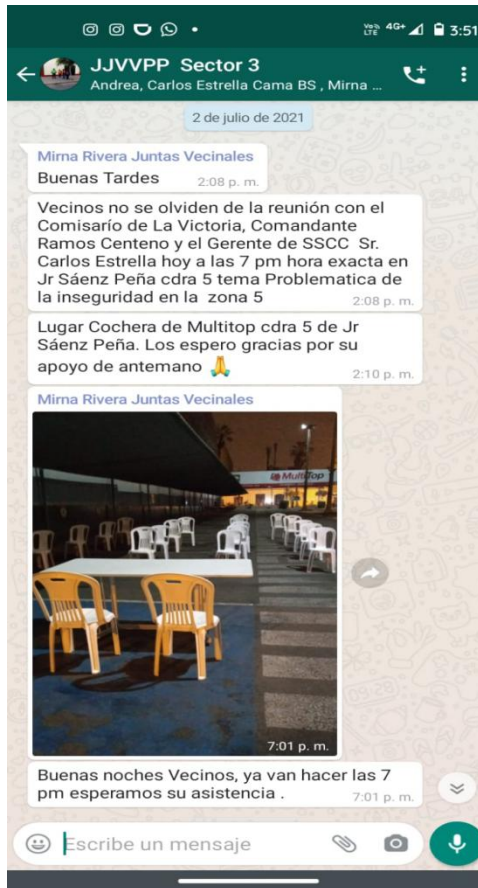 VoD LTE 4G+ 3:51
JJVVPP Sector 3
Andrea, Carlos Estrella Cama BS , Mirna ...
2 de julio de 2021
Mirna Rivera Juntas Vecinales
Buenas Tardes 2:08 p. m.
Vecinos no se olviden de la reunión con el
Comisarío de La Victoria, Comandante
Ramos Centeno y el Gerente de SSCC Sr.
Carlos Estrella hoy a las 7 pm hora exacta en
Jr Sáenz Peña cdra 5 tema Problematica de
la inseguridad en la zona 5 2:08 p. m.
Lugar Cochera de Multitop cdra 5 de Jr
Sáenz Peña. Los espero gracias por su
apoyo de antemano 🙏 2:10 p. m.
Mirna Rivera Juntas Vecinales
MultiTop
7:01 p. m.
Buenas noches Vecinos, ya van hacer las 7
pm esperamos su asistencia . 7:01 p. m.
Escribe un mensaje